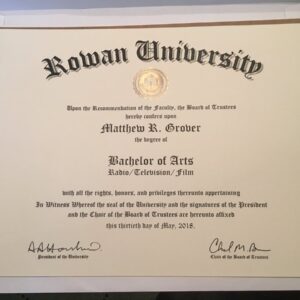 Rowan University
Upon the Recommendation of the Faculty, the Board of Trustees
hereby confers upon
Matthew R. Grover
the degree of
Bachelor of Arts
Radio/Television/Film
with all the rights, honors, and privileges thereunto appertaining
In Witness Whereof the seal of the University and the signatures of the President
and the Chair of the Board of Trustees are hereunto affixed
this thirtieth day of May, 2018.
President of the University
Chair of the Board of Trustees